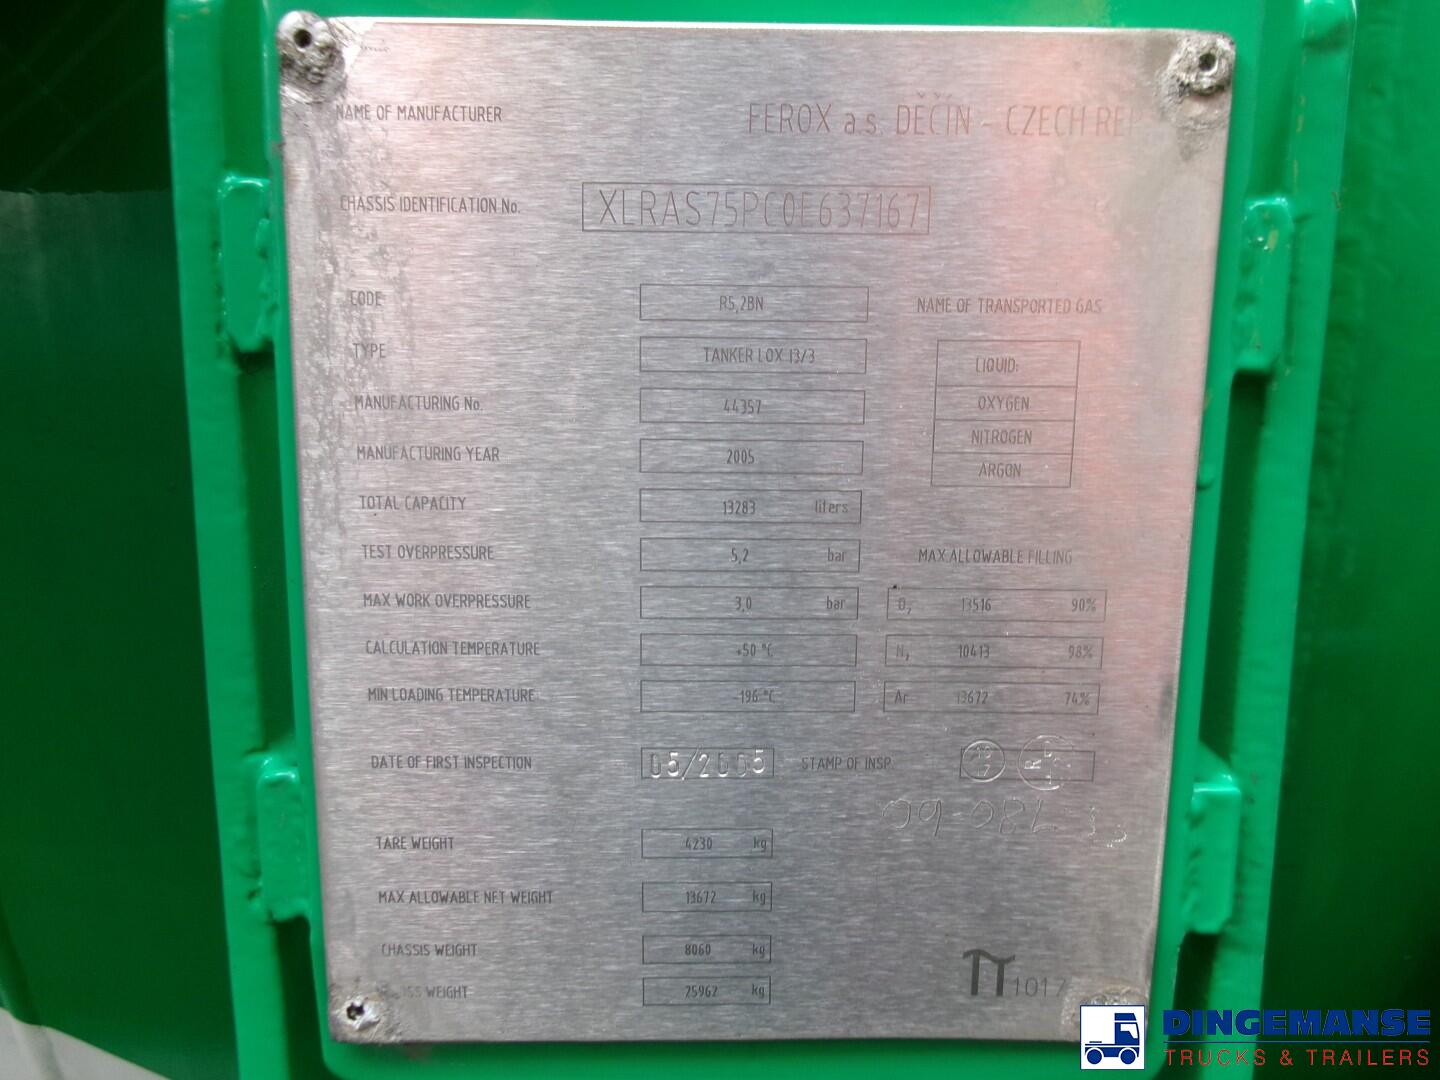 NAME OF MANUFACTURER FEROX a.s. DĚČÍN - CZECH REP
CHASSIS IDENTIFICATION No. XLRAS75PC0E637167
CODE R5,2BN NAME OF TRANSPORTED GAS
TYPE TANKER LOX 13/3 LIQUID:
MANUFACTURING No. 44357 OXYGEN
NITROGEN
MANUFACTURING YEAR 2005 ARGON
TOTAL CAPACITY 13283 liters
TEST OVERPRESSURE 5,2 bar MAX ALLOWABLE FILLING
MAX WORK OVERPRESSURE 3,0 bar O2 13516 90%
CALCULATION TEMPERATURE +50 °C N2 10413 98%
MIN LOADING TEMPERATURE -196 °C Ar 13672 74%
DATE OF FIRST INSPECTION 05/2005 STAMP OF INSP.
TARE WEIGHT 4230 kg
MAX ALLOWABLE NET WEIGHT 13672 kg
CHASSIS WEIGHT 8060 kg
WEIGHT 25962 kg
1017
DINGEMANSE
TRUCKS & TRAILERS